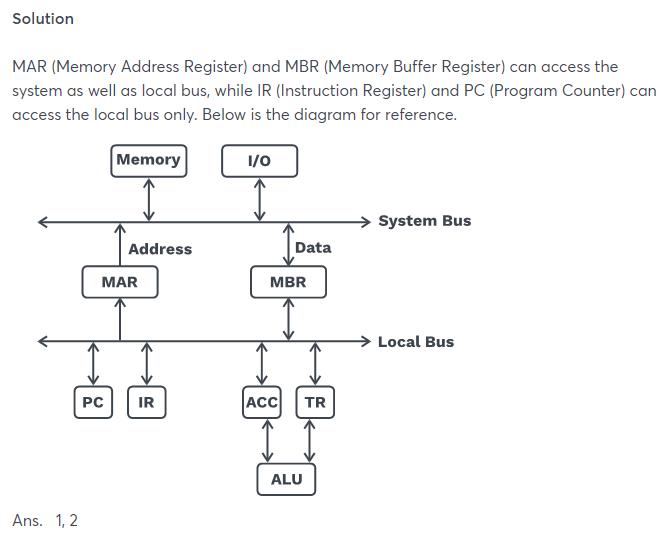 Solution
MAR (Memory Address Register) and MBR (Memory Buffer Register) can access the
system as well as local bus, while IR (Instruction Register) and PC (Program Counter) can
access the local bus only. Below is the diagram for reference.
Memory
I/O
System Bus
Address
Data
MAR
MBR
Local Bus
PC
IR
ACC
TR
ALU
Ans. 1, 2